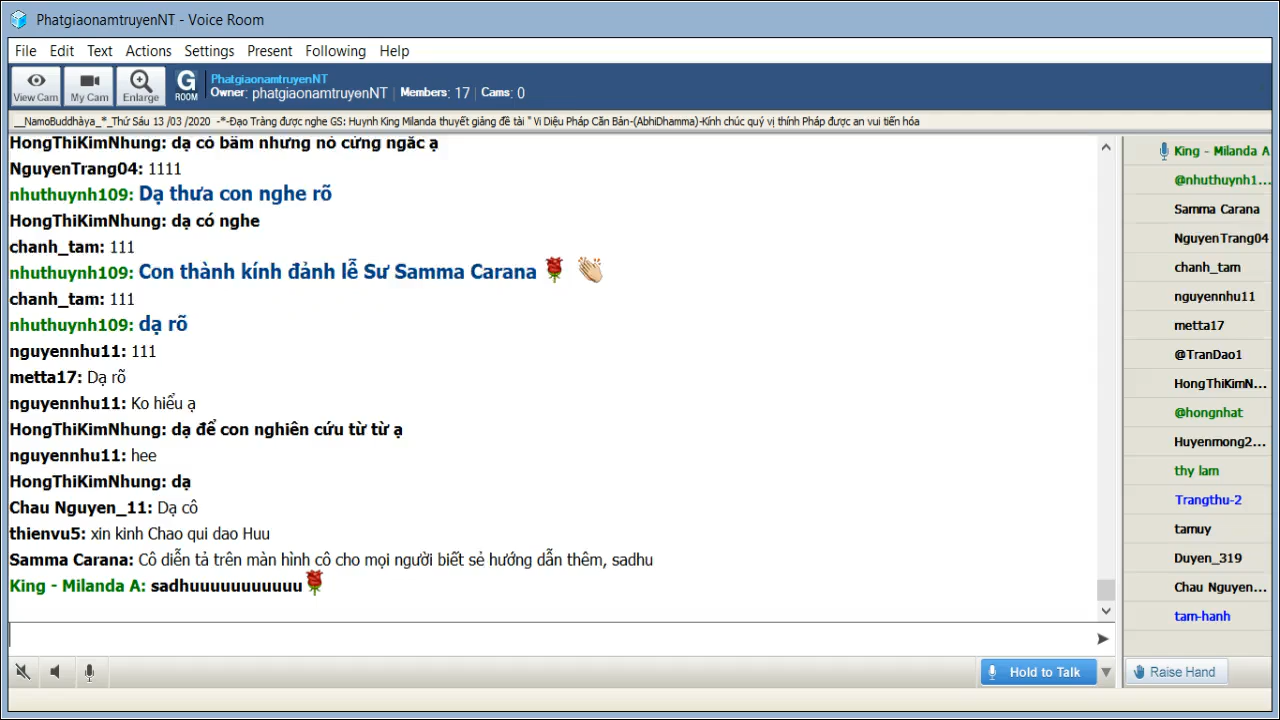 PhatgiaonamtruyenNT - Voice Room
File Edit Text Actions Settings Present Following Help
View Cam My Cam Enlarge G ROOM
PhatgiaonamtruyenNT
Owner: phatgiaonamtruyenNT | Members: 17 | Cams: 0
__NamoBuddhàya_*_Thứ Sáu 13 /03 /2020 -*-Đạo Tràng được nghe GS: Huynh King Milanda thuyết giảng đề tài " Vi Diệu Pháp Căn Bản-(AbhiDhamma)-Kính chúc quý vị thính Pháp được an vui tiến hóa
HongThiKimNhung: dạ có bấm nhưng nó cứng ngắc ạ
NguyenTrang04: 1111
nhuthuynh109: Dạ thưa con nghe rõ
HongThiKimNhung: dạ có nghe
chanh_tam: 111
nhuthuynh109: Con thành kính đảnh lễ Sư Samma Carana
chanh_tam: 111
nhuthuynh109: dạ rõ
nguyennhu11: 111
metta17: Dạ rõ
nguyennhu11: Ko hiểu ạ
HongThiKimNhung: dạ để con nghiên cứu từ từ ạ
nguyennhu11: hee
HongThiKimNhung: dạ
Chau Nguyen_11: Dạ cô
thienvu5: xin kinh Chao qui dao Huu
Samma Carana: Cô diễn tả trên màn hình cô cho mọi người biết sẻ hướng dẫn thêm, sadhu
King - Milanda A: sadhuuuuuuuuuuu
King - Milanda A
@nhuthuynh1...
Samma Carana
NguyenTrang04
chanh_tam
nguyennhu11
metta17
@TranDao1
HongThiKimN...
@hongnhat
Huyenmong2...
thy lam
Trangthu-2
tamuy
Duyen_319
Chau Nguyen...
tam-hanh
Hold to Talk
Raise Hand